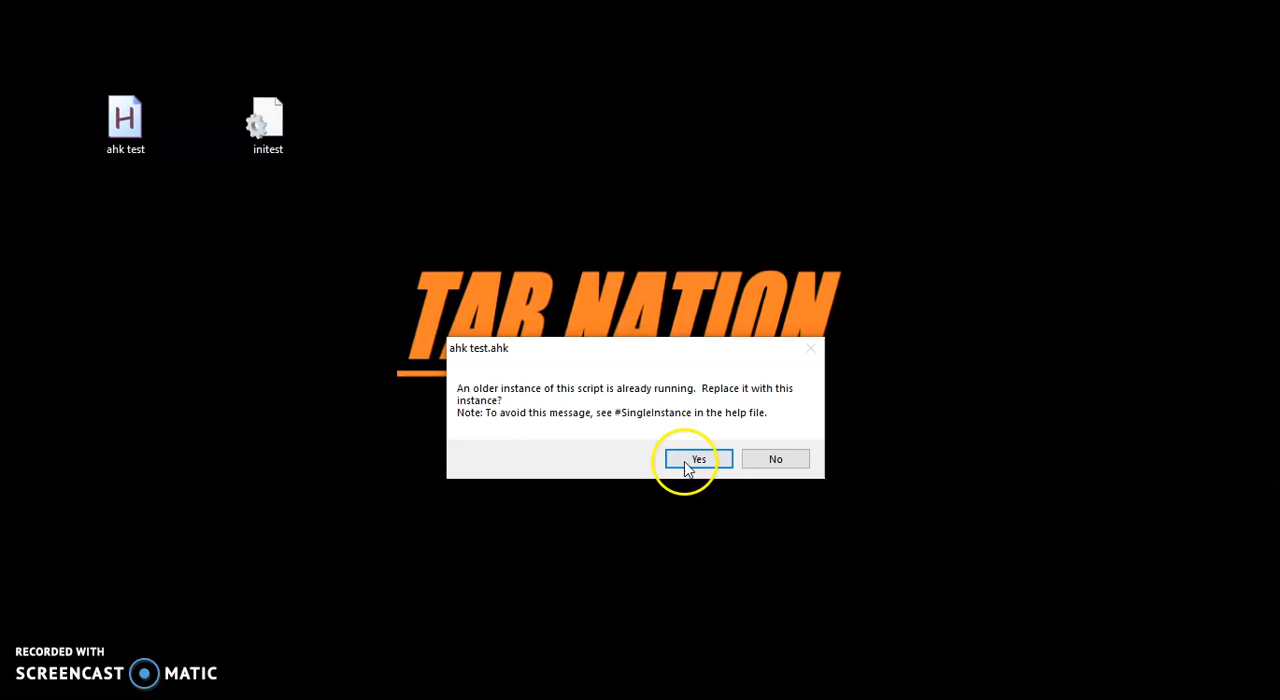 H
ahk test
initest
TAR NATION
ahk test.ahk
An older instance of this script is already running.  Replace it with this
instance?
Note: To avoid this message, see #SingleInstance in the help file.
Yes
No
RECORDED WITH
SCREENCAST MATIC